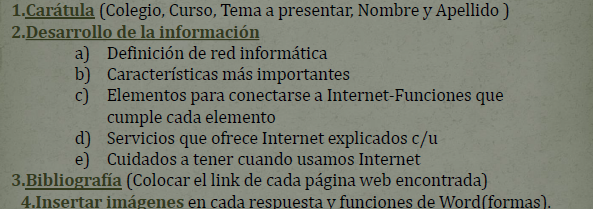 1.Carátula (Colegio, Curso, Tema a presentar, Nombre y Apellido )
2.Desarrollo de la información
a) Definición de red informática
b) Características más importantes
c) Elementos para conectarse a Internet-Funciones que
cumple cada elemento
d) Servicios que ofrece Internet explicados c/u
e) Cuidados a tener cuando usamos Internet
3.Bibliografía (Colocar el link de cada página web encontrada)
4.Insertar imágenes en cada respuesta y funciones de Word(formas).